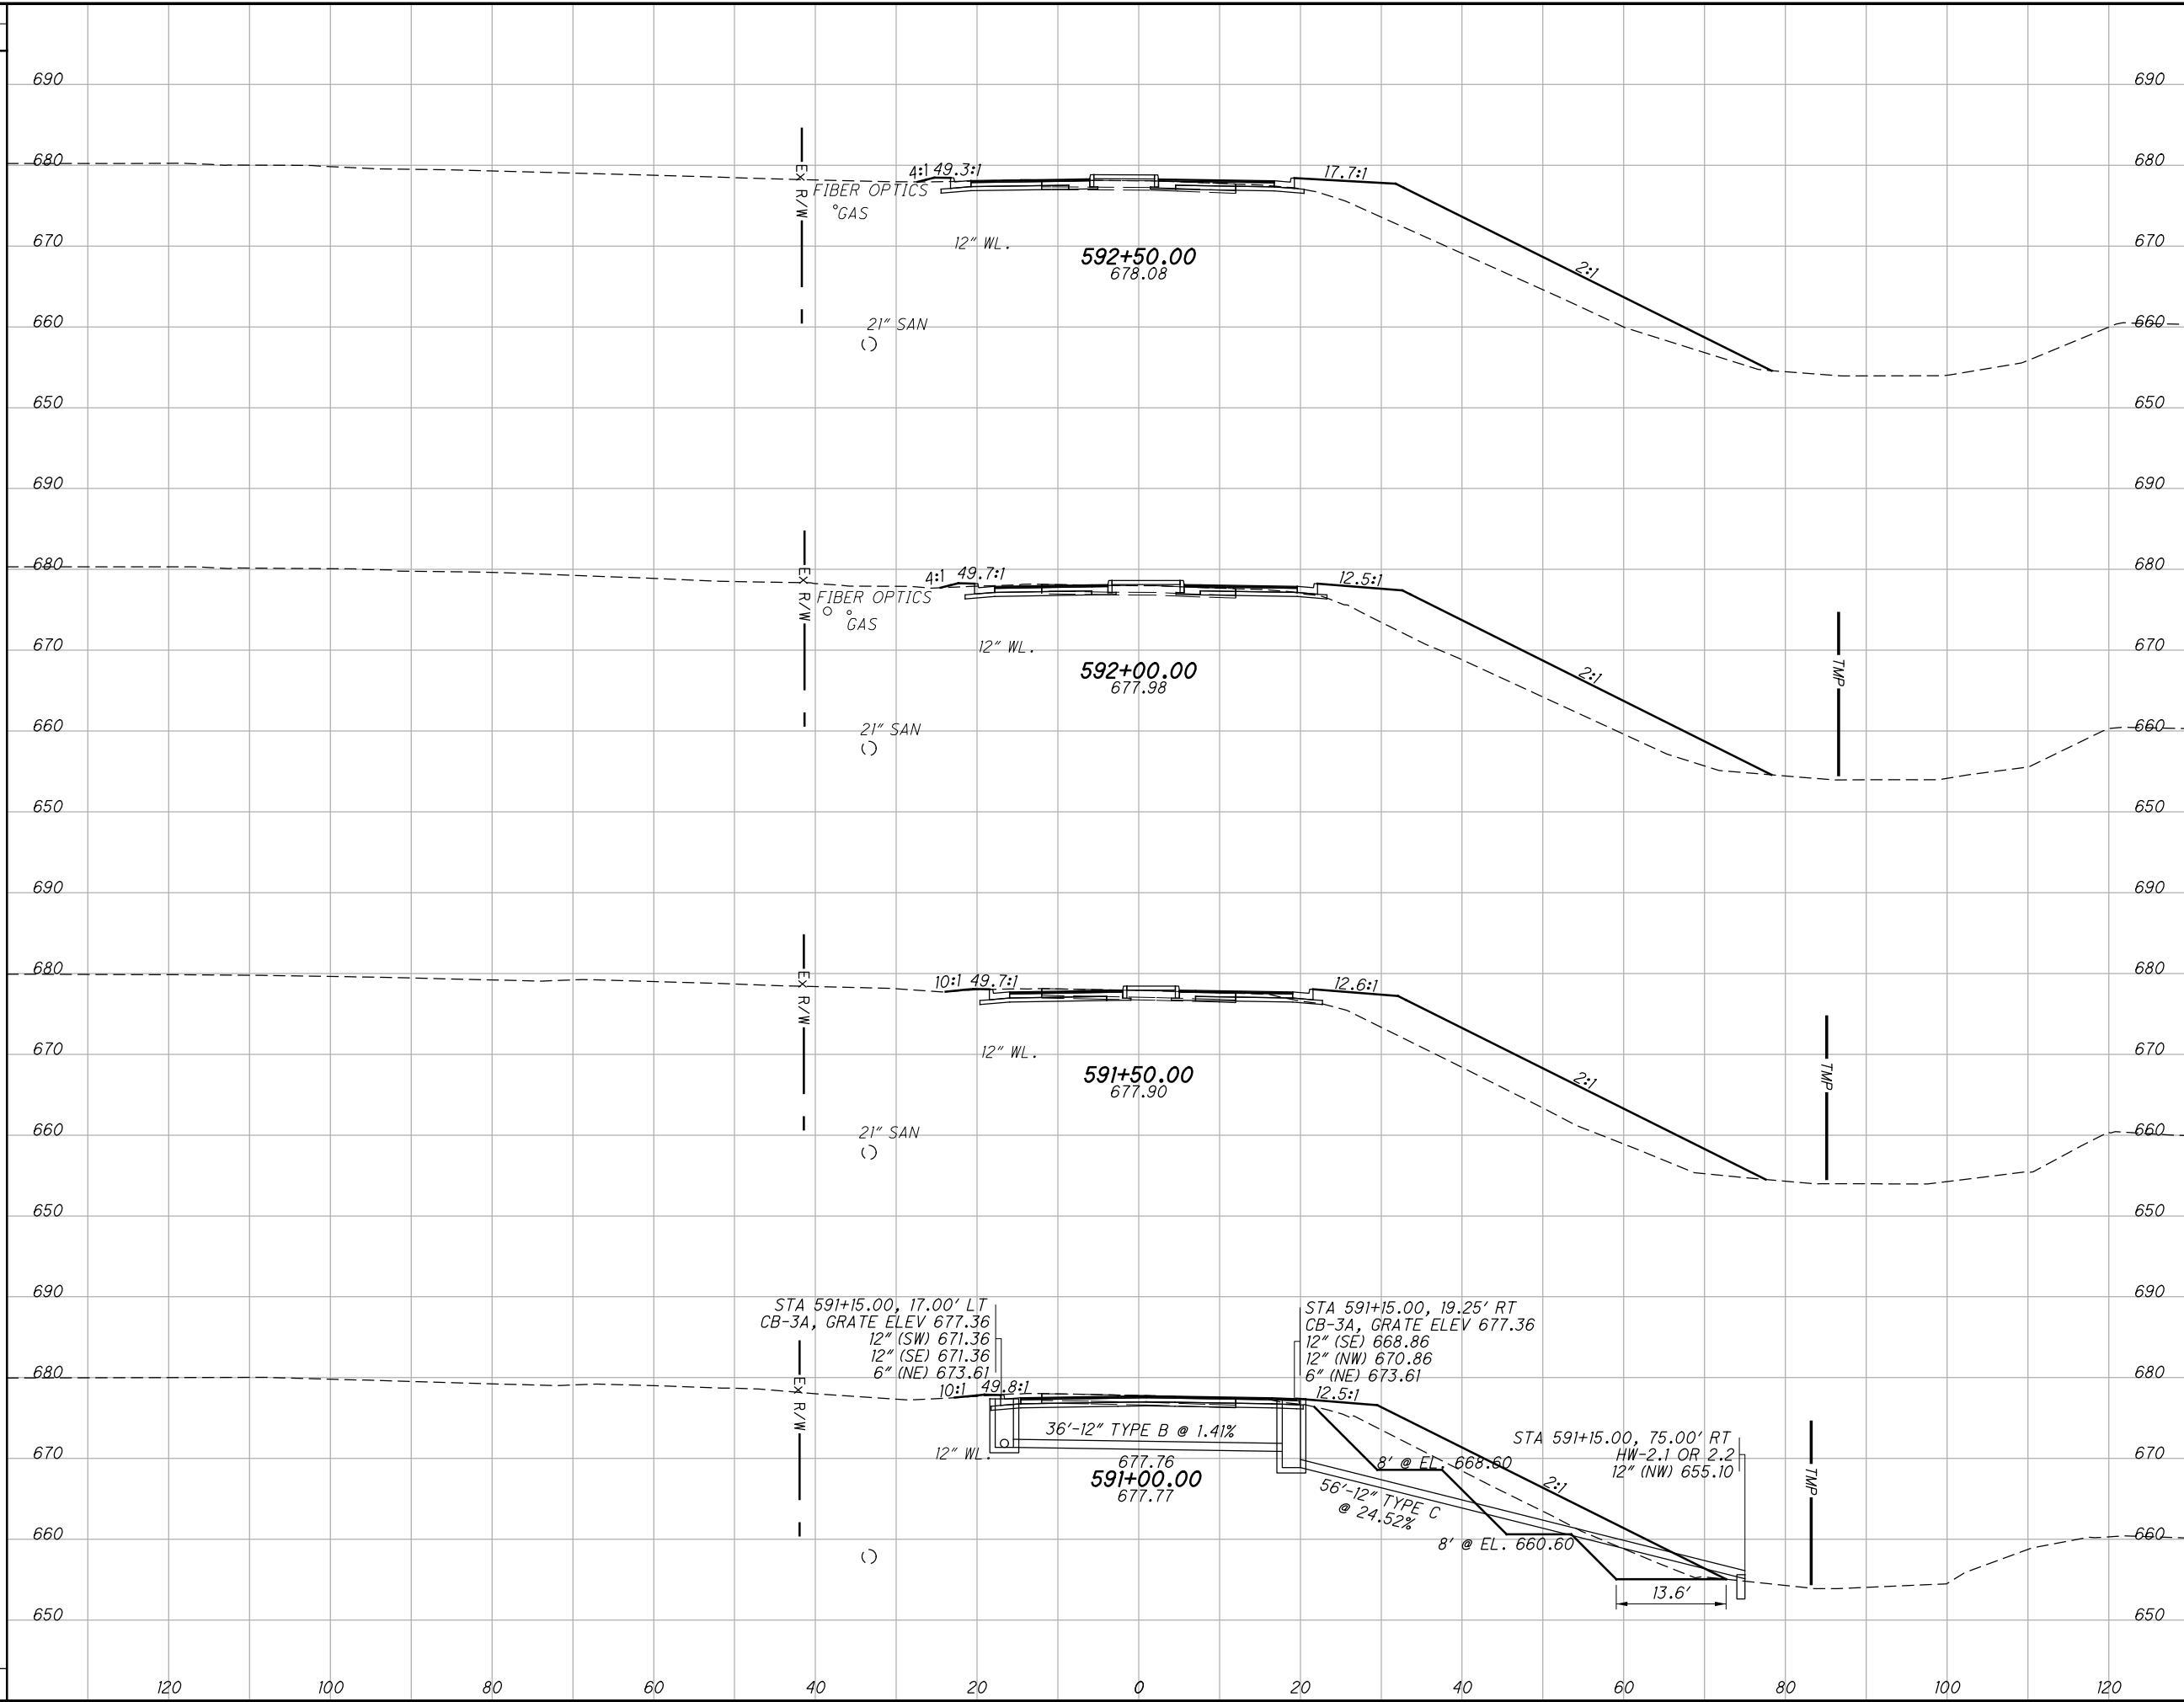 690 690
680 680
4:1 49.3:1 17.7:1
EX R/W
FIBER OPTICS
GAS
670 670
12" WL.
592+50.00
678.08
2:1
660 660
21" SAN
650 650
690 690
680 680
4:1 49.7:1 12.5:1
EX R/W
FIBER OPTICS
GAS
670 670
12" WL.
592+00.00
677.98
2:1
TMP
660 660
21" SAN
650 650
690 690
680 680
10:1 49.7:1 12.6:1
EX R/W
670 670
12" WL.
591+50.00
677.90
2:1
TMP
660 660
21" SAN
650 650
690 690
STA 591+15.00, 17.00' LT
CB-3A, GRATE ELEV 677.36
12" (SW) 671.36
12" (SE) 671.36
6" (NE) 673.61
STA 591+15.00, 19.25' RT
CB-3A, GRATE ELEV 677.36
12" (SE) 668.86
12" (NW) 670.86
6" (NE) 673.61
680 680
10:1 49.8:1 12.5:1
EX R/W
36'-12" TYPE B @ 1.41%
STA 591+15.00, 75.00' RT
HW-2.1 OR 2.2
12" (NW) 655.10
670 670
12" WL.
677.76
591+00.00
677.77
8' @ EL. 668.60
56'-12" TYPE C
@ 24.52%
2:1
TMP
660 660
8' @ EL. 660.60
13.6'
650 650
120 100 80 60 40 20 0 20 40 60 80 100 120